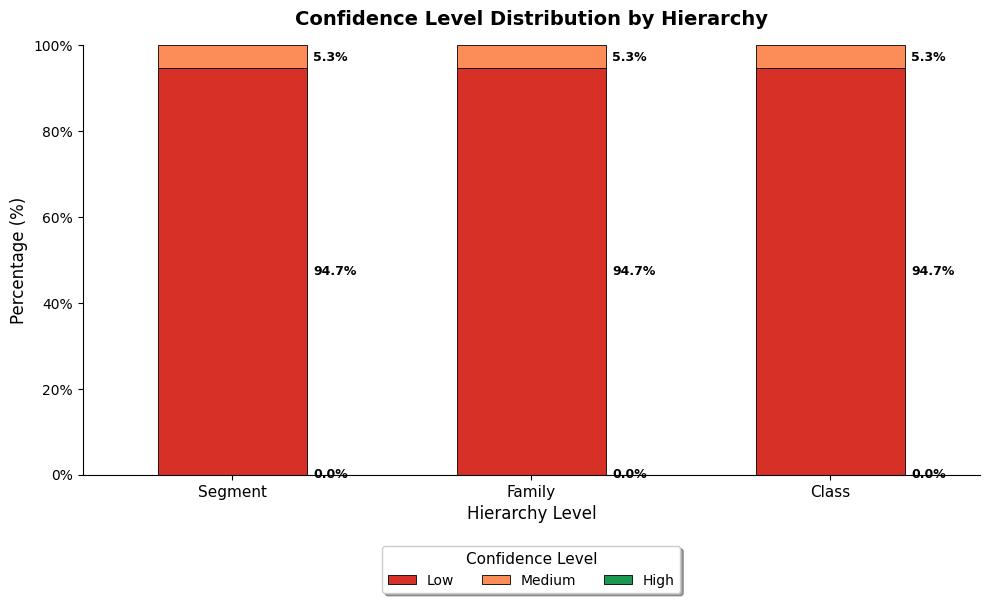 Confidence Level Distribution by Hierarchy
Percentage (%)
100%
80%
60%
40%
20%
0%
5.3%
94.7%
0.0%
5.3%
94.7%
0.0%
5.3%
94.7%
0.0%
Segment
Family
Class
Hierarchy Level
Confidence Level
Low Medium High